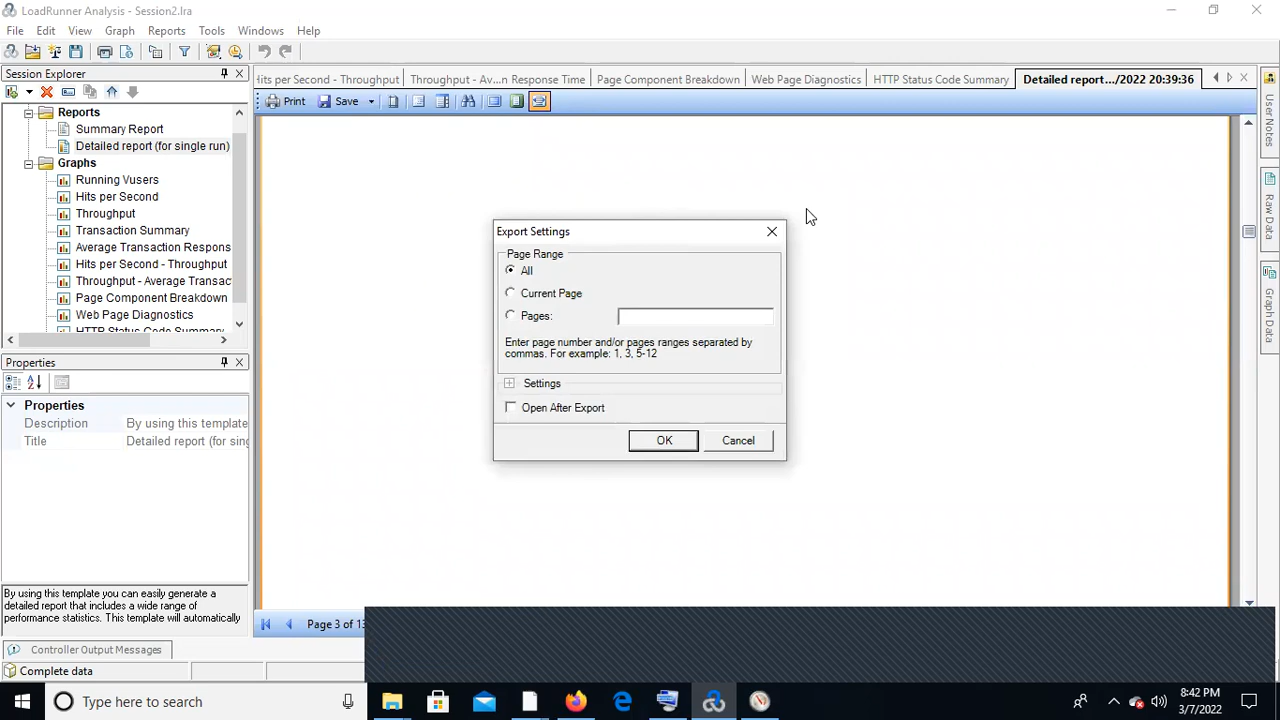 LoadRunner Analysis - Session2.lra
File Edit View Graph Reports Tools Windows Help
Session Explorer
Hits per Second - Throughput
Throughput - Av...n Response Time
Page Component Breakdown
Web Page Diagnostics
HTTP Status Code Summary
Detailed report.../2022 20:39:36
Print Save
Reports
Summary Report
Detailed report (for single run)
Graphs
Running Vusers
Hits per Second
Throughput
Transaction Summary
Average Transaction Respons
Hits per Second - Throughput
Throughput - Average Transac
Page Component Breakdown
Web Page Diagnostics
HTTP Status Code Summary
Properties
Properties
Description By using this template
Title Detailed report (for sing
By using this template you can easily generate a
detailed report that includes a wide range of
performance statistics. This template will automatically
Controller Output Messages
Complete data
Export Settings
Page Range
All
Current Page
Pages:
Enter page number and/or pages ranges separated by
commas. For example: 1, 3, 5-12
Settings
Open After Export
OK Cancel
Page 3 of 13
User Notes
Raw Data
Graph Data
Type here to search
8:42 PM
3/7/2022